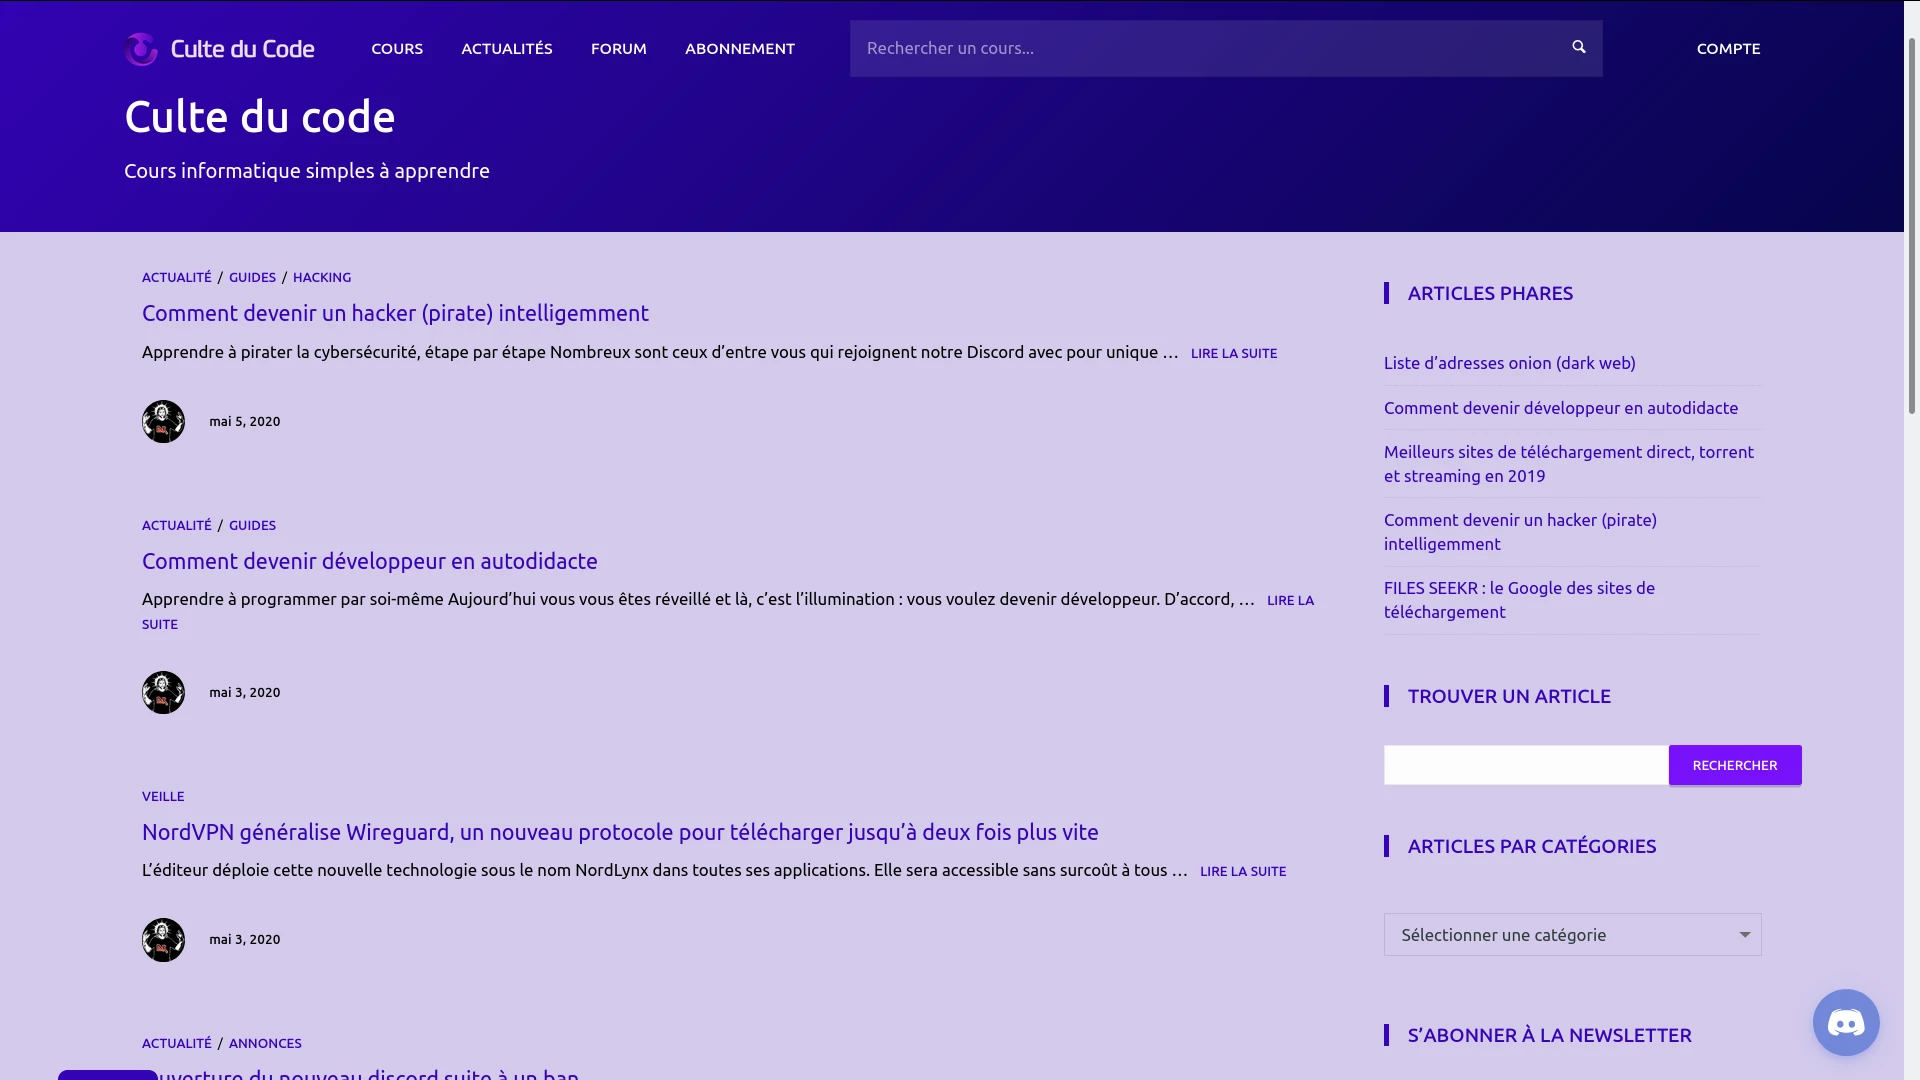 Culte du Code
COURS
ACTUALITÉS
FORUM
ABONNEMENT
Rechercher un cours...
COMPTE
Culte du code
Cours informatique simples à apprendre
ACTUALITÉ / GUIDES / HACKING
Comment devenir un hacker (pirate) intelligemment
Apprendre à pirater la cybersécurité, étape par étape Nombreux sont ceux d’entre vous qui rejoignent notre Discord avec pour unique … LIRE LA SUITE
mai 5, 2020
ACTUALITÉ / GUIDES
Comment devenir développeur en autodidacte
Apprendre à programmer par soi-même Aujourd’hui vous vous êtes réveillé et là, c’est l’illumination : vous voulez devenir développeur. D’accord, … LIRE LA
SUITE
mai 3, 2020
VEILLE
NordVPN généralise Wireguard, un nouveau protocole pour télécharger jusqu’à deux fois plus vite
L’éditeur déploie cette nouvelle technologie sous le nom NordLynx dans toutes ses applications. Elle sera accessible sans surcoût à tous … LIRE LA SUITE
mai 3, 2020
ACTUALITÉ / ANNONCES
du nouveau discord suite à un ban
ARTICLES PHARES
Liste d’adresses onion (dark web)
Comment devenir développeur en autodidacte
Meilleurs sites de téléchargement direct, torrent
et streaming en 2019
Comment devenir un hacker (pirate)
intelligemment
FILES SEEKR : le Google des sites de
téléchargement
TROUVER UN ARTICLE
RECHERCHER
ARTICLES PAR CATÉGORIES
Sélectionner une catégorie
S’ABONNER À LA NEWSLETTER